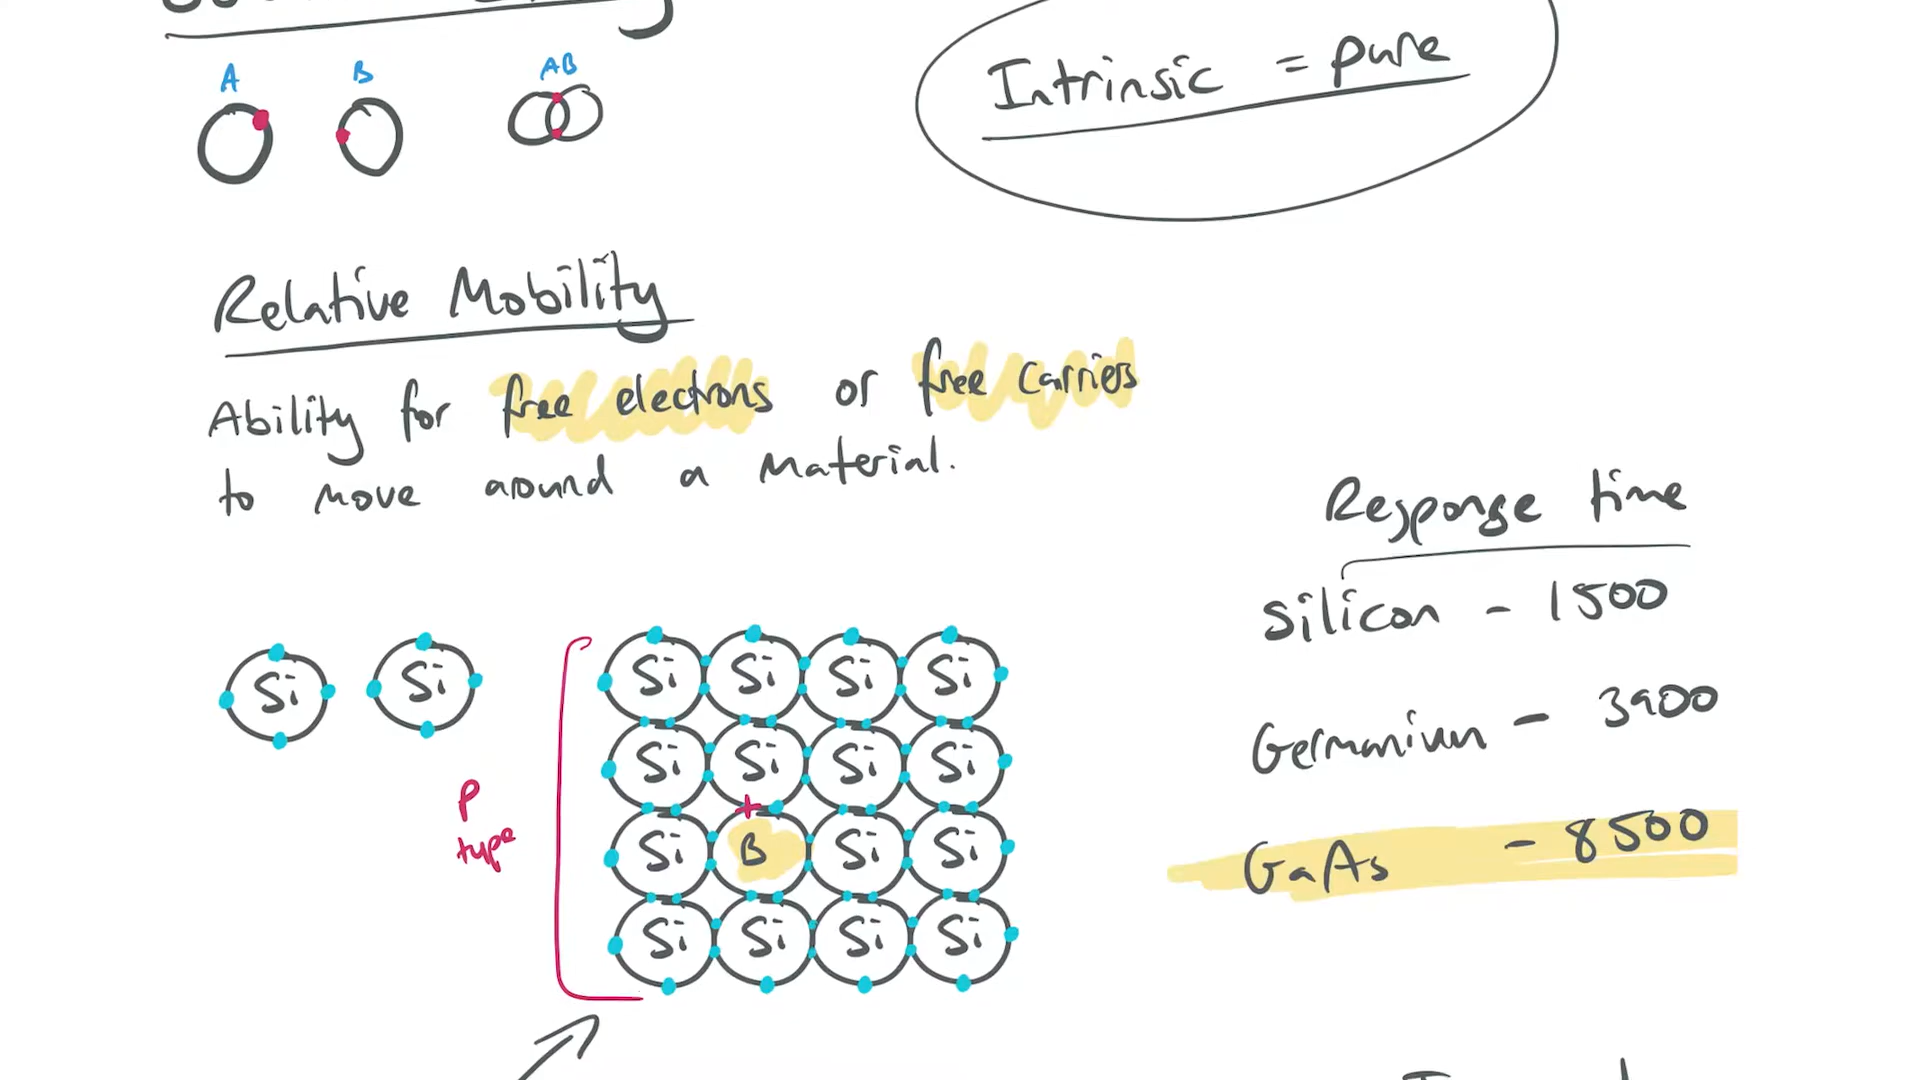 A B AB
Intrinsic = pure
Relative Mobility
Ability for free electrons or free carriers
to move around a material.
Response time
Silicon - 1500
Germanium - 3900
GaAs - 8500
Si Si
P
type
Si Si Si Si
Si Si Si Si
+
Si B Si Si
Si Si Si Si